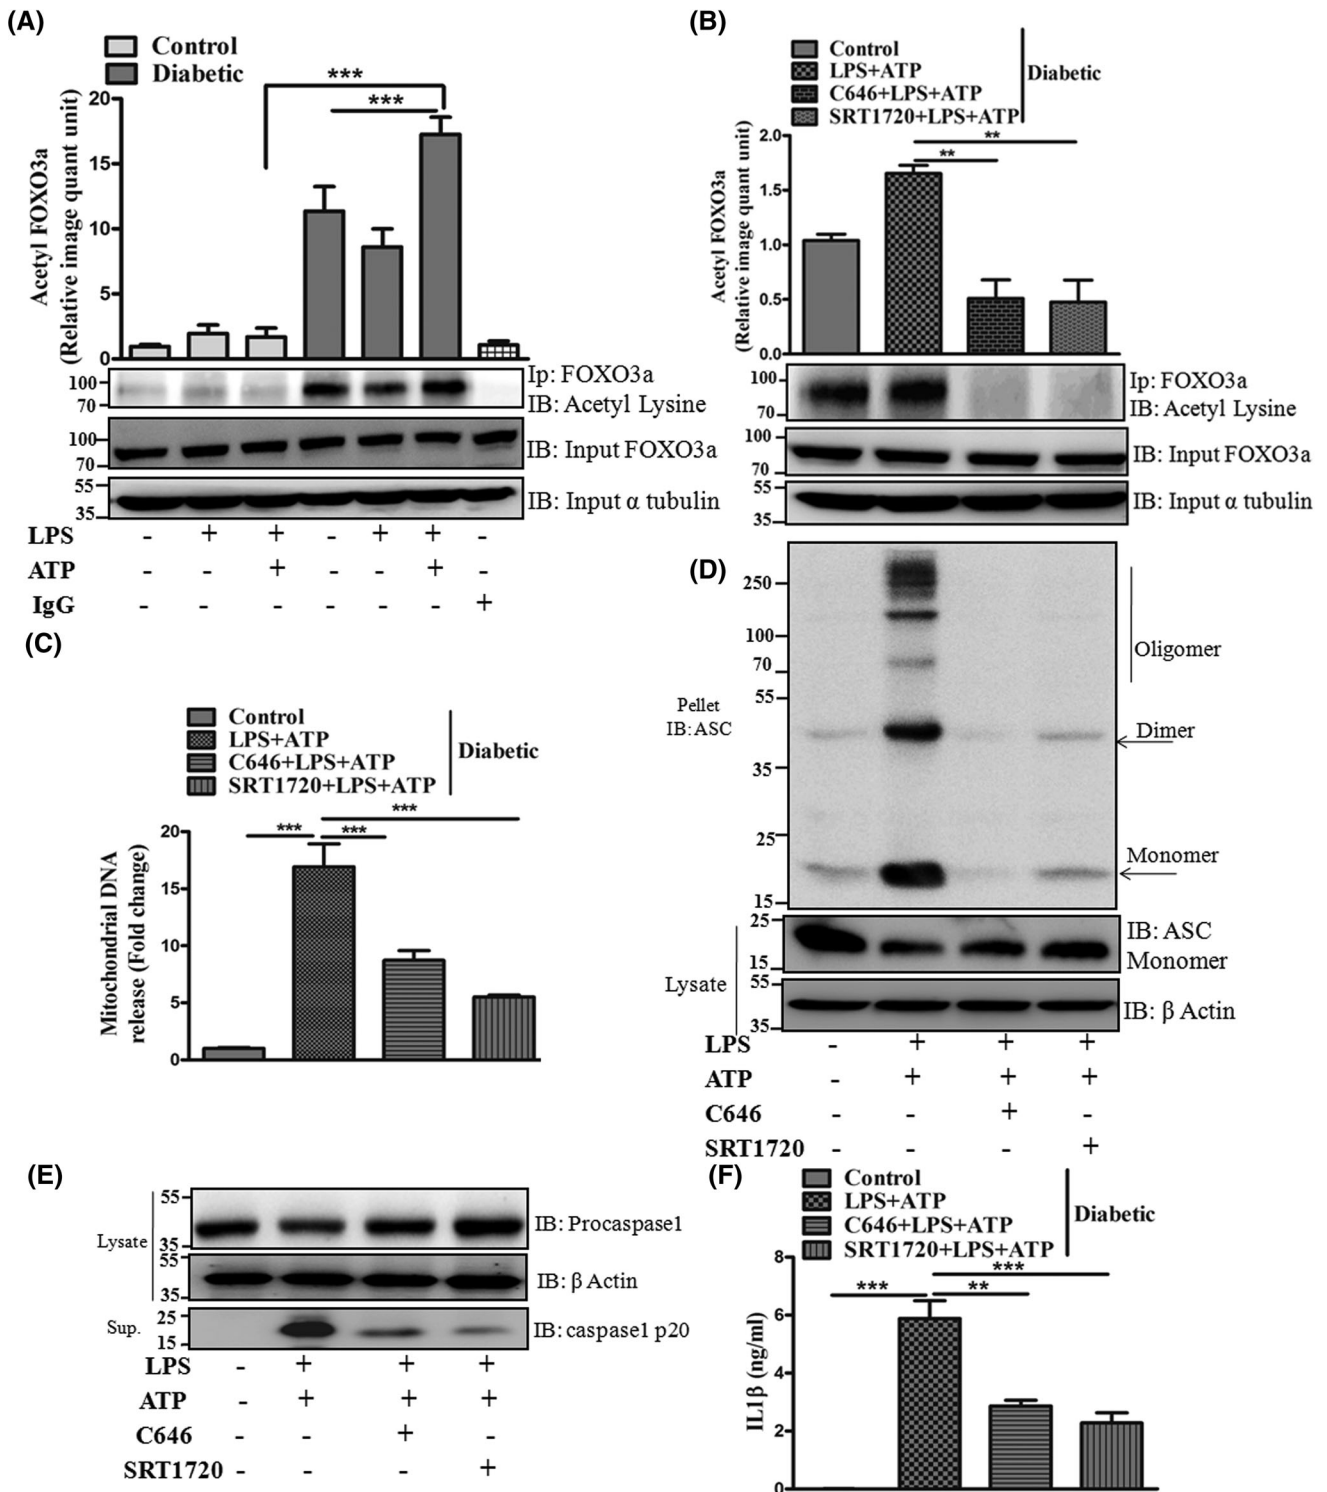 (A)
Control
Diabetic
***
***
20
15
10
5
0
Acetyl FOXO3a
(Relative image quant unit)
100
70
Ip: FOXO3a
IB: Acetyl Lysine
100
70
IB: Input FOXO3a
55
35
IB: Input α tubulin
LPS - + + - + + -
ATP - - + - - + -
IgG - - - - - - +
(B)
Control
LPS+ATP
C646+LPS+ATP
SRT1720+LPS+ATP
Diabetic
**
**
2.0
1.5
1.0
0.5
0.0
Acetyl FOXO3a
(Relative image quant unit)
100
70
Ip: FOXO3a
IB: Acetyl Lysine
100
70
IB: Input FOXO3a
55
35
IB: Input α tubulin
(C)
Control
LPS+ATP
C646+LPS+ATP
SRT1720+LPS+ATP
Diabetic
***
***
***
20
15
10
5
0
Mitochondrial DNA
release (Fold change)
(D)
250
100
70
55
35
25
15
Pellet
IB: ASC
Oligomer
Dimer
Monomer
25
15
IB: ASC
Monomer
Lysate
55
35
IB: β Actin
LPS - + + +
ATP - + + +
C646 - - + -
SRT1720 - - - +
(E)
Lysate
55
35
IB: Procaspase1
55
35
IB: β Actin
Sup.
25
15
IB: caspase1 p20
LPS - + + +
ATP - + + +
C646 - - + -
SRT1720 - - - +
(F)
Control
LPS+ATP
C646+LPS+ATP
SRT1720+LPS+ATP
Diabetic
***
***
**
8
6
4
2
0
IL1β (ng/ml)